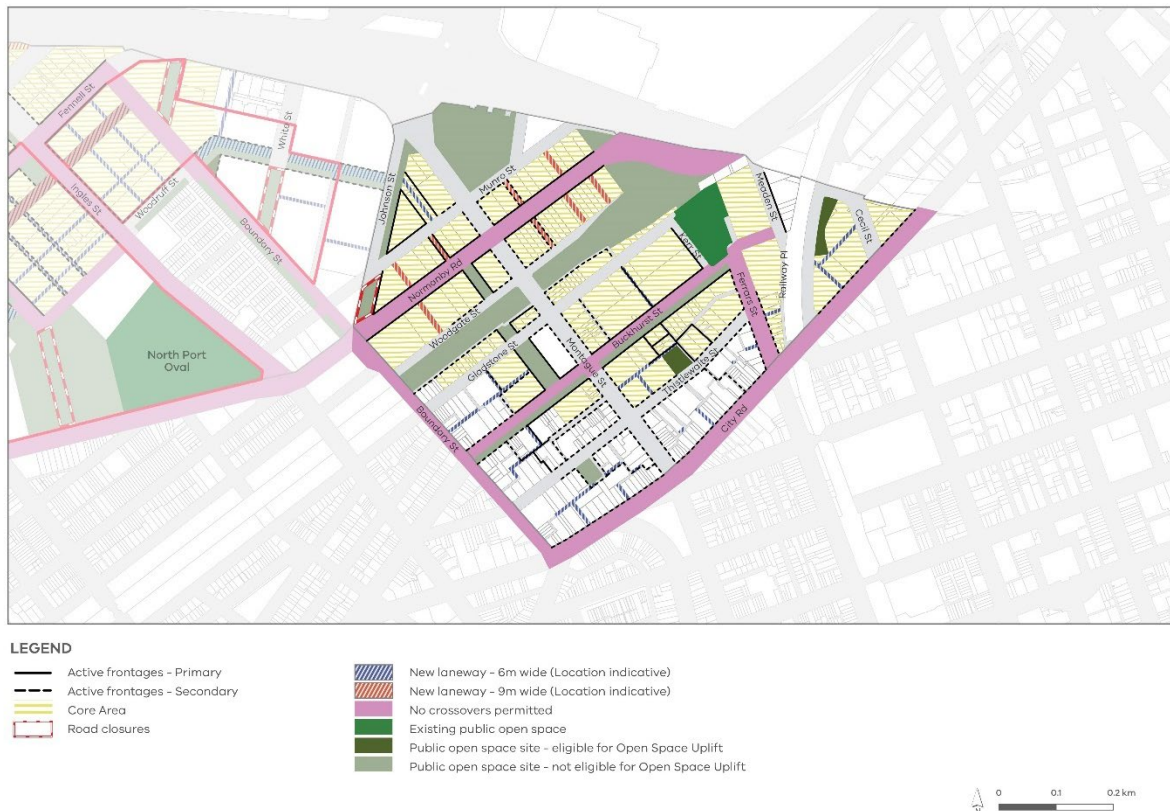 Fennell St
White St
Ingles St
Woodruff St
Boundary St
Johnson St
Munro St
Normanby Rd
Woodgate St
Gladstone St
Montague St
Buckhurst St
Kerr St
Meaden St
Railway Pl
Cecil St
Ferrars St
Thistlewaite St
City Rd
Boundary St
North Port
Oval
LEGEND
Active frontages - Primary
Active frontages - Secondary
Core Area
Road closures
New laneway - 6m wide (Location indicative)
New laneway - 9m wide (Location indicative)
No crossovers permitted
Existing public open space
Public open space site - eligible for Open Space Uplift
Public open space site - not eligible for Open Space Uplift
0 0.1 0.2 km